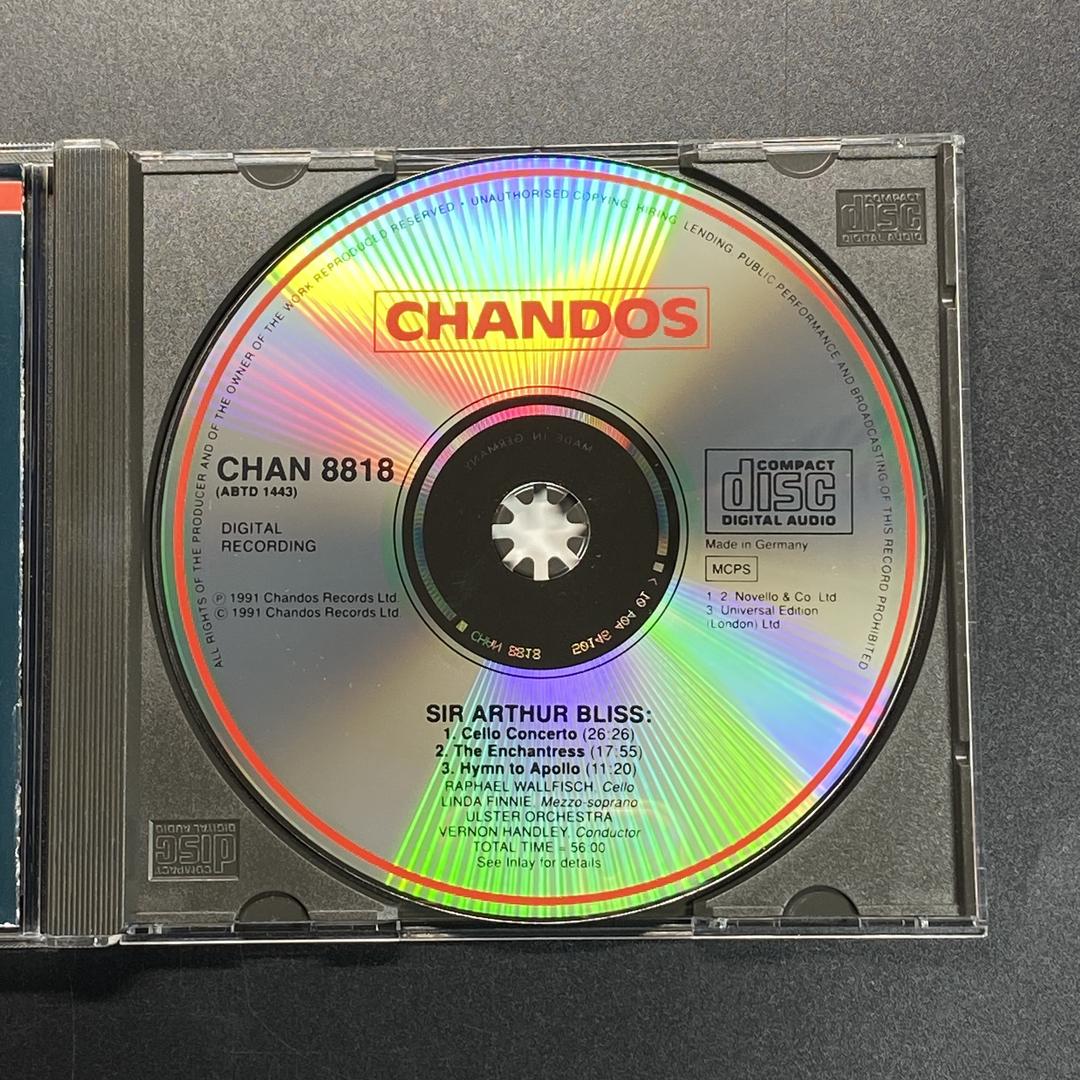 ALL RIGHTS OF THE PRODUCER AND OF THE OWNER OF THE WORK REPRODUCED RESERVED • UNAUTHORISED COPYING, HIRING, LENDING, PUBLIC PERFORMANCE AND BROADCASTING OF THIS RECORD PROHIBITED
COMPACT
disc
DIGITAL AUDIO
CHANDOS
MADE IN GERMANY
CHAN 8818
(ABTD 1443)
DIGITAL
RECORDING
℗ 1991 Chandos Records Ltd.
© 1991 Chandos Records Ltd.
COMPACT
disc
DIGITAL AUDIO
Made in Germany
MCPS
1. 2. Novello & Co. Ltd.
3. Universal Edition
(London) Ltd.
CHAN 8818 50146 404 01
SIR ARTHUR BLISS:
1. Cello Concerto (26:26)
2. The Enchantress (17:55)
3. Hymn to Apollo (11:20)
RAPHAEL WALLFISCH, Cello
LINDA FINNIE, Mezzo-soprano
ULSTER ORCHESTRA
VERNON HANDLEY, Conductor
TOTAL TIME = 56:00
See Inlay for details
COMPACT
disc
DIGITAL AUDIO